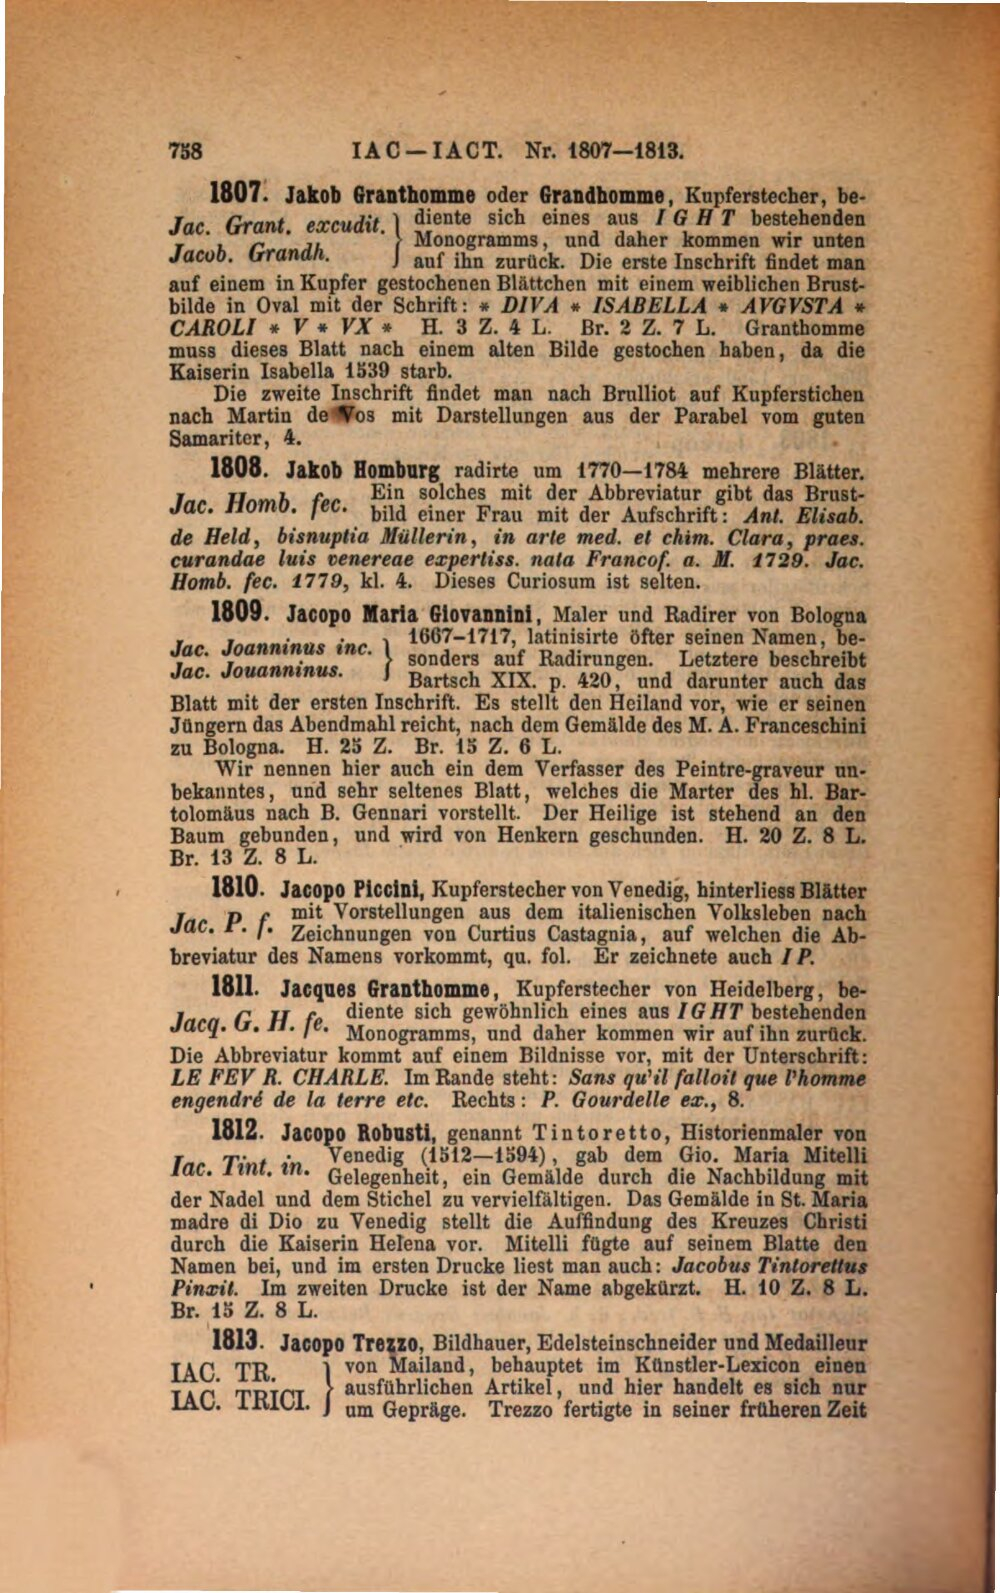 758 IAC—IACT. Nr. 1807—1813.
1807. Jakob Granthomme oder Grandhomme, Kupferstecher, be-
Jac. Grant. excudit.
Jacob. Grandh.
diente sich eines aus I G H T bestehenden
Monogramms, und daher kommen wir unten
auf ihn zurück. Die erste Inschrift findet man
auf einem in Kupfer gestochenen Blättchen mit einem weiblichen Brust-
bilde in Oval mit der Schrift: * DIVA * ISABELLA * AVGVSTA *
CAROLI * V * VX * H. 3 Z. 4 L. Br. 2 Z. 7 L. Granthomme
muss dieses Blatt nach einem alten Bilde gestochen haben, da die
Kaiserin Isabella 1539 starb.
Die zweite Inschrift findet man nach Brulliot auf Kupferstichen
nach Martin de Vos mit Darstellungen aus der Parabel vom guten
Samariter, 4.
1808. Jakob Homburg radirte um 1770—1784 mehrere Blätter.
Jac. Homb. fec.
Ein solches mit der Abbreviatur gibt das Brust-
bild einer Frau mit der Aufschrift: Ant. Elisab.
de Held, bisnuptia Müllerin, in arte med. et chim. Clara, praes.
curandae luis venereae expertiss. nata Francof. a. M. 1729. Jac.
Homb. fec. 1779, kl. 4. Dieses Curiosum ist selten.
1809. Jacopo Maria Giovannini, Maler und Radirer von Bologna
Jac. Joanninus inc.
Jac. Jouanninus.
1667–1717, latinisirte öfter seinen Namen, be-
sonders auf Radirungen. Letztere beschreibt
Bartsch XIX. p. 420, und darunter auch das
Blatt mit der ersten Inschrift. Es stellt den Heiland vor, wie er seinen
Jüngern das Abendmahl reicht, nach dem Gemälde des M. A. Franceschini
zu Bologna. H. 25 Z. Br. 15 Z. 6 L.
Wir nennen hier auch ein dem Verfasser des Peintre-graveur un-
bekanntes, und sehr seltenes Blatt, welches die Marter des hl. Bar-
tolomäus nach B. Gennari vorstellt. Der Heilige ist stehend an den
Baum gebunden, und wird von Henkern geschunden. H. 20 Z. 8 L.
Br. 13 Z. 8 L.
1810. Jacopo Piccini, Kupferstecher von Venedig, hinterliess Blätter
Jac. P. f.
mit Vorstellungen aus dem italienischen Volksleben nach
Zeichnungen von Curtius Castagnia, auf welchen die Ab-
breviatur des Namens vorkommt, qu. fol. Er zeichnete auch I P.
1811. Jacques Granthomme, Kupferstecher von Heidelberg, be-
Jacq. G. H. fe.
diente sich gewöhnlich eines aus IGHT bestehenden
Monogramms, und daher kommen wir auf ihn zurück.
Die Abbreviatur kommt auf einem Bildnisse vor, mit der Unterschrift:
LE FEV R. CHARLE. Im Rande steht: Sans qu'il falloit que l'homme
engendré de la terre etc. Rechts: P. Gourdelle ex., 8.
1812. Jacopo Robusti, genannt Tintoretto, Historienmaler von
Iac. Tint. in.
Venedig (1512—1594), gab dem Gio. Maria Mitelli
Gelegenheit, ein Gemälde durch die Nachbildung mit
der Nadel und dem Stichel zu vervielfältigen. Das Gemälde in St. Maria
madre di Dio zu Venedig stellt die Auffindung des Kreuzes Christi
durch die Kaiserin Helena vor. Mitelli fügte auf seinem Blatte den
Namen bei, und im ersten Drucke liest man auch: Jacobus Tintorettus
Pinxit. Im zweiten Drucke ist der Name abgekürzt. H. 10 Z. 8 L.
Br. 15 Z. 8 L.
1813. Jacopo Trezzo, Bildhauer, Edelsteinschneider und Medailleur
IAC. TR.
IAC. TRICI.
von Mailand, behauptet im Künstler-Lexicon einen
ausführlichen Artikel, und hier handelt es sich nur
um Gepräge. Trezzo fertigte in seiner früheren Zeit